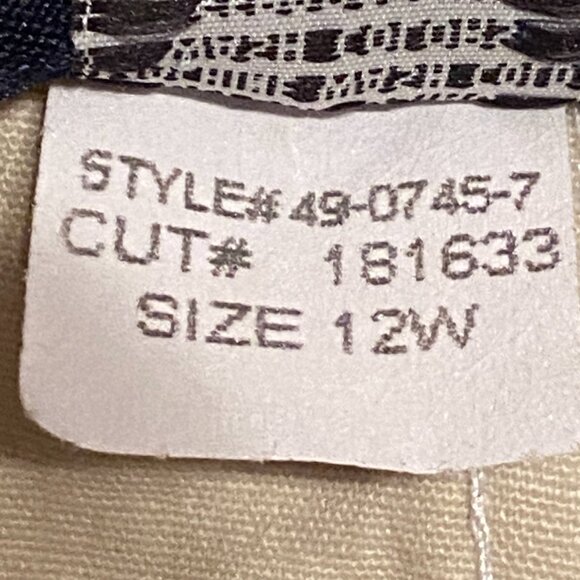 STYLE# 49-0745-7
CUT# 181633
SIZE 12W